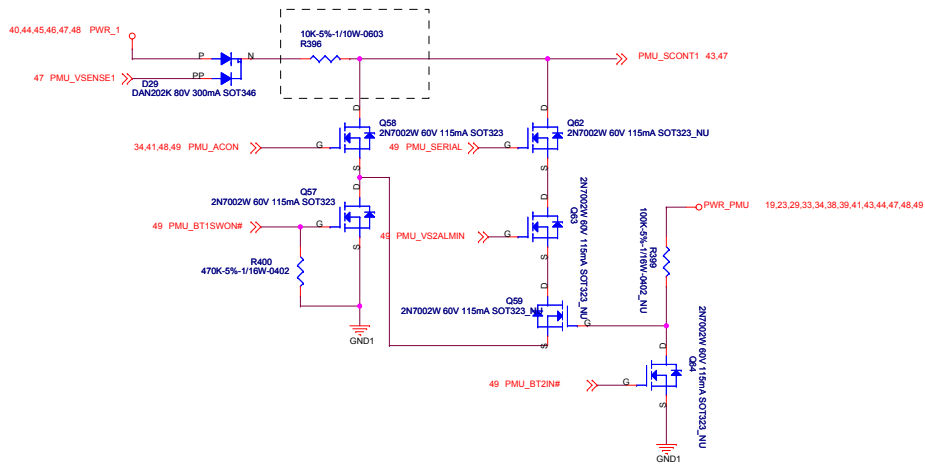 40,44,45,46,47,48 PWR_1
10K-5%-1/10W-0603
R396
PMU_SCONT1 43,47
P
N
47 PMU_VSENSE1
PP
D29
DAN202K 80V 300mA SOT346
D
D
Q58
2N7002W 60V 115mA SOT323
Q62
2N7002W 60V 115mA SOT323_NU
34,41,48,49 PMU_ACON
G
49 PMU_SERIAL
G
S
S
D
D
Q57
2N7002W 60V 115mA SOT323
2N7002W 60V 115mA SOT323_NU
Q63
PWR_PMU 19,23,29,33,34,38,39,41,43,44,47,48,49
49 PMU_BT1SWON#
G
49 PMU_VS2ALMIN
G
S
S
100K-5%-1/16W-0402_NU
R399
R400
470K-5%-1/16W-0402
D
Q59
2N7002W 60V 115mA SOT323_NU
G
S
GND1
D
2N7002W 60V 115mA SOT323_NU
Q64
49 PMU_BT2IN#
G
S
GND1